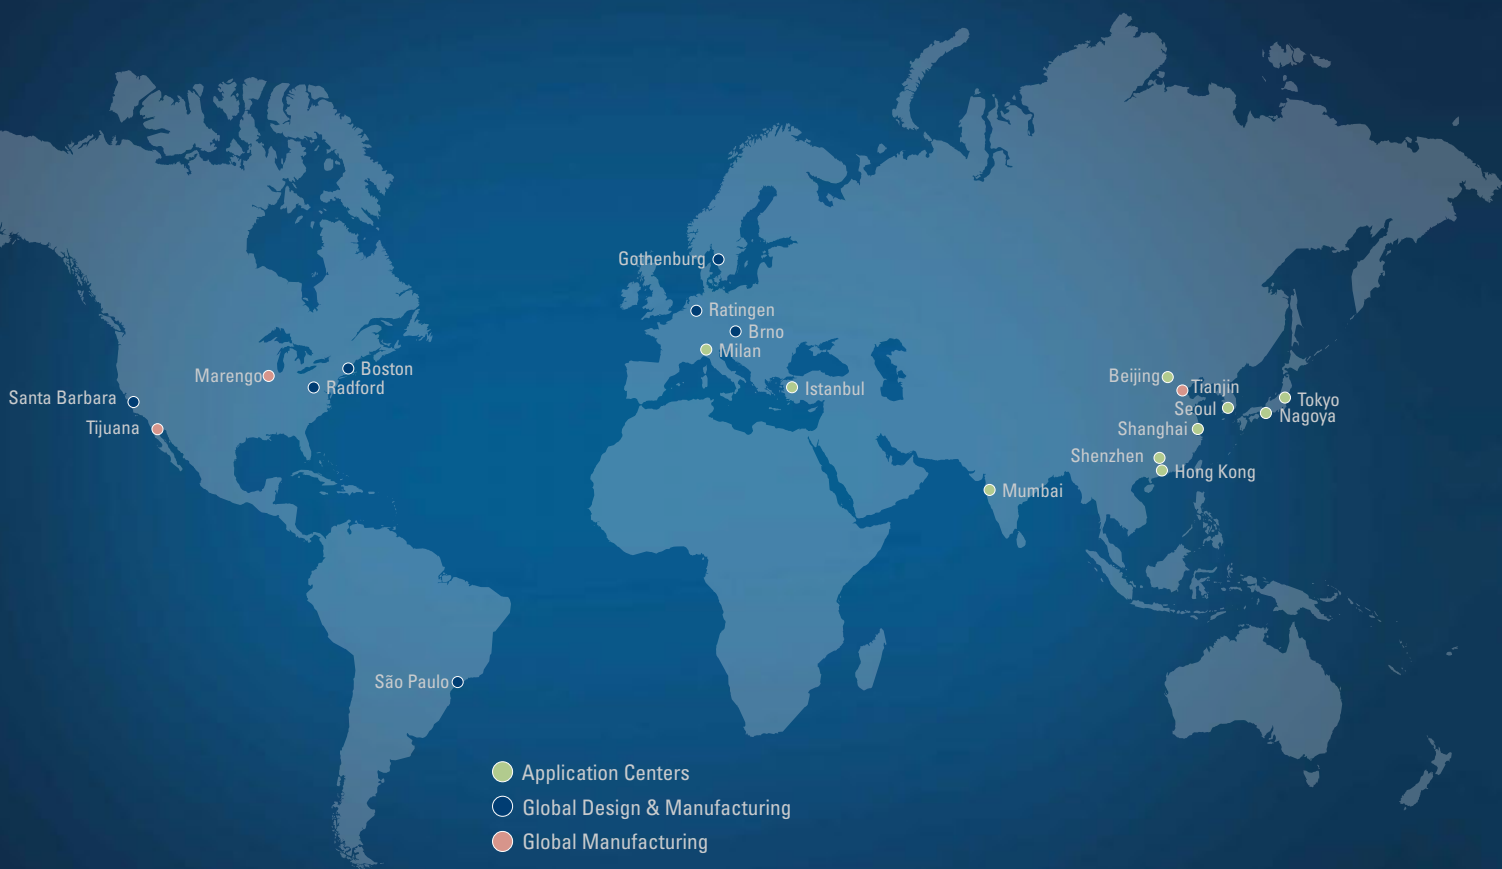 Gothenburg
Ratingen
Brno
Milan
Istanbul
Boston
Marengo
Radford
Santa Barbara
Tijuana
Beijing
Tianjin
Seoul
Tokyo
Nagoya
Shanghai
Shenzhen
Hong Kong
Mumbai
São Paulo
Application Centers
Global Design & Manufacturing
Global Manufacturing